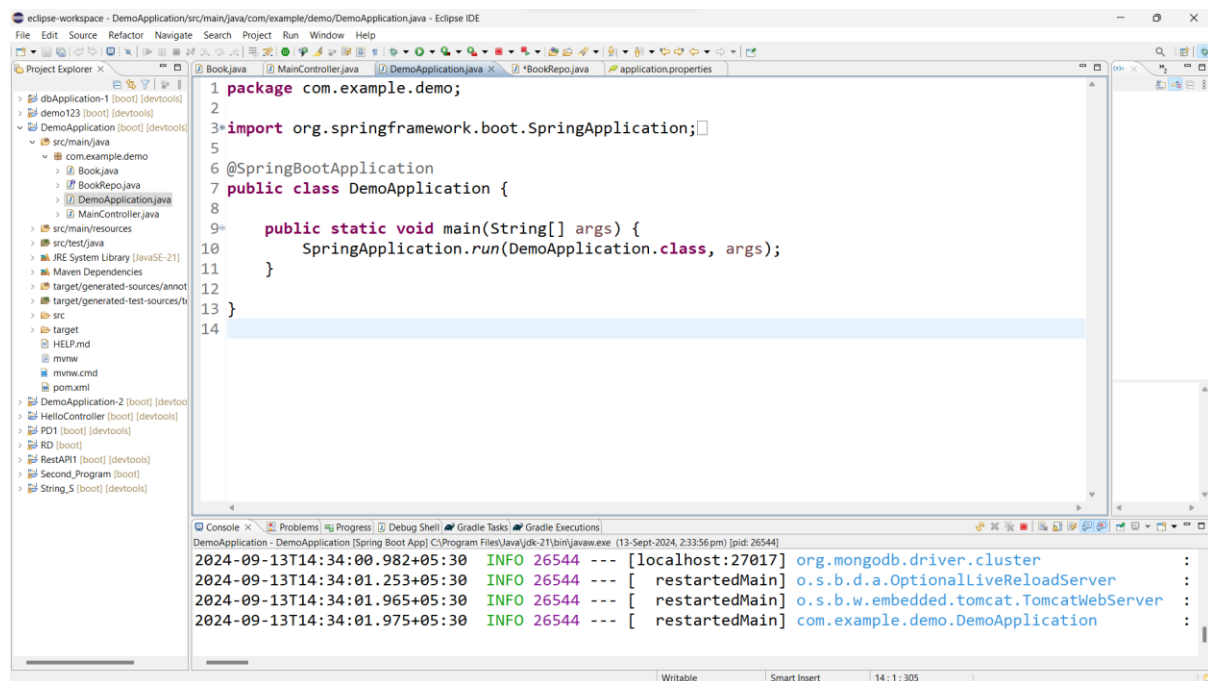 eclipse-workspace - DemoApplication/src/main/java/com/example/demo/DemoApplication.java - Eclipse IDE
File Edit Source Refactor Navigate Search Project Run Window Help
Project Explorer
Book.java MainController.java DemoApplication.java *BookRepo.java application.properties
dbApplication-1 [boot] [devtools]
demo123 [boot] [devtools]
DemoApplication [boot] [devtools]
src/main/java
com.example.demo
Book.java
BookRepo.java
DemoApplication.java
MainController.java
src/main/resources
src/test/java
JRE System Library [JavaSE-21]
Maven Dependencies
target/generated-sources/annot
target/generated-test-sources/te
src
target
HELP.md
mvnw
mvnw.cmd
pom.xml
DemoApplication-2 [boot] [devtoo
HelloController [boot] [devtools]
PD1 [boot] [devtools]
RD [boot]
RestAPI1 [boot] [devtools]
Second_Program [boot]
String_S [boot] [devtools]
1 package com.example.demo;
2
3 import org.springframework.boot.SpringApplication;
5
6 @SpringBootApplication
7 public class DemoApplication {
8
9 public static void main(String[] args) {
10 SpringApplication.run(DemoApplication.class, args);
11 }
12
13 }
14
Console Problems Progress Debug Shell Gradle Tasks Gradle Executions
DemoApplication - DemoApplication [Spring Boot App] C:\Program Files\Java\jdk-21\bin\javaw.exe (13-Sept-2024, 2:33:56 pm) [pid: 26544]
2024-09-13T14:34:00.982+05:30 INFO 26544 --- [localhost:27017] org.mongodb.driver.cluster :
2024-09-13T14:34:01.253+05:30 INFO 26544 --- [ restartedMain] o.s.b.d.a.OptionalLiveReloadServer :
2024-09-13T14:34:01.965+05:30 INFO 26544 --- [ restartedMain] o.s.b.w.embedded.tomcat.TomcatWebServer :
2024-09-13T14:34:01.975+05:30 INFO 26544 --- [ restartedMain] com.example.demo.DemoApplication :
Writable Smart Insert 14 : 1 : 305